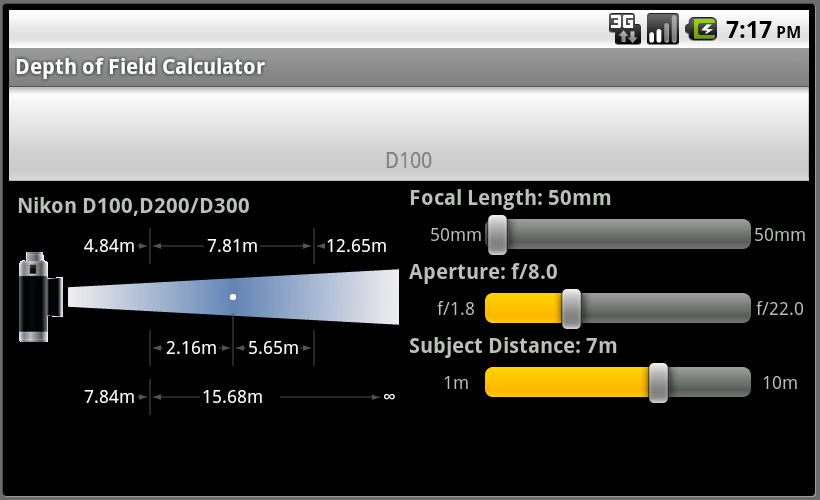 3G 7:17 PM
Depth of Field Calculator
D100
Nikon D100,D200/D300
4.84m 7.81m 12.65m
2.16m 5.65m
7.84m 15.68m ∞
Focal Length: 50mm
50mm 50mm
Aperture: f/8.0
f/1.8 f/22.0
Subject Distance: 7m
1m 10m